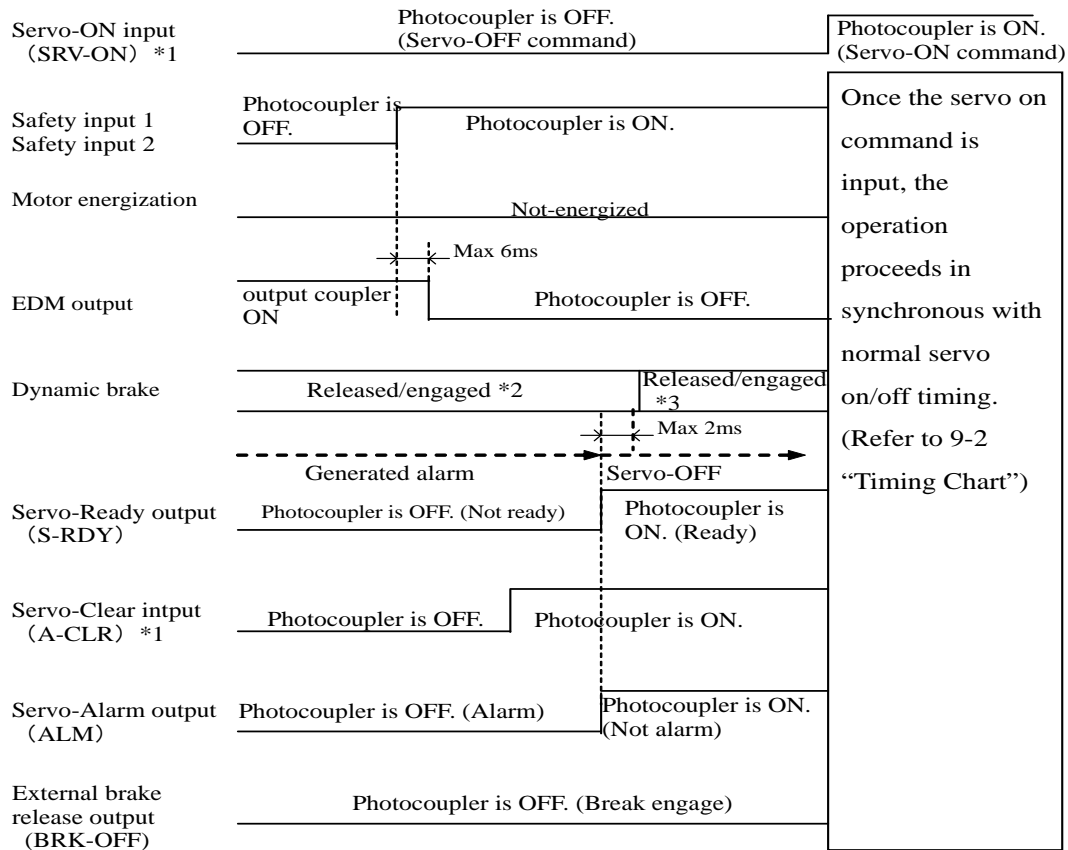 Servo-ON input
（SRV-ON） *1
Photocoupler is OFF.
(Servo-OFF command)
Photocoupler is ON.
(Servo-ON command)
Safety input 1
Safety input 2
Photocoupler is
OFF.
Photocoupler is ON.
Motor energization
Not-energized
Max 6ms
EDM output
output coupler
ON
Photocoupler is OFF.
Dynamic brake
Released/engaged *2
Released/engaged
*3
Max 2ms
Generated alarm
Servo-OFF
Servo-Ready output
（S-RDY）
Photocoupler is OFF. (Not ready)
Photocoupler is
ON. (Ready)
Servo-Clear intput
（A-CLR） *1
Photocoupler is OFF.
Photocoupler is ON.
Servo-Alarm output
（ALM）
Photocoupler is OFF. (Alarm)
Photocoupler is ON.
(Not alarm)
External brake
release output
（BRK-OFF）
Photocoupler is OFF. (Break engage)
Once the servo on
command is
input, the
operation
proceeds in
synchronous with
normal servo
on/off timing.
(Refer to 9-2
“Timing Chart”)